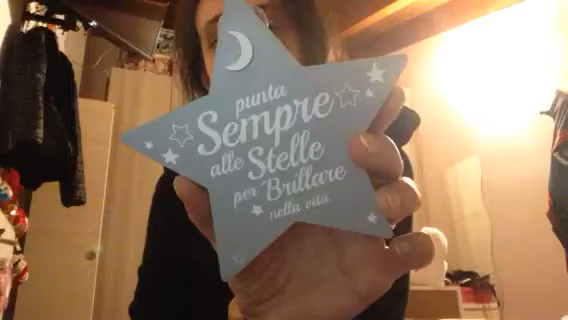 punta
Sempre
alle Stelle
per Brillare
nella vita